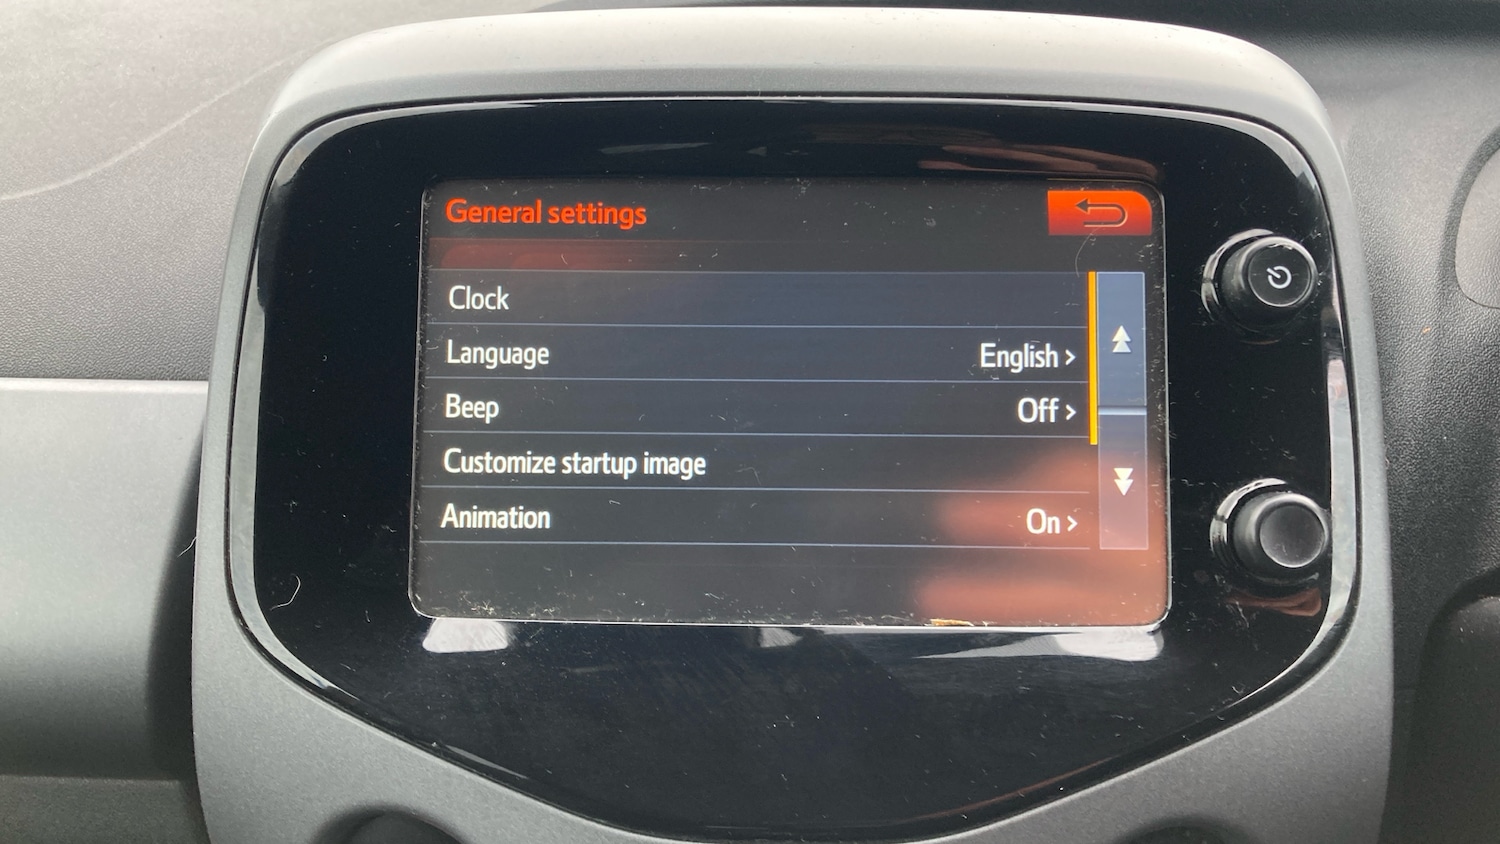 General settings
Clock
Language English >
Beep Off >
Customize startup image
Animation On >